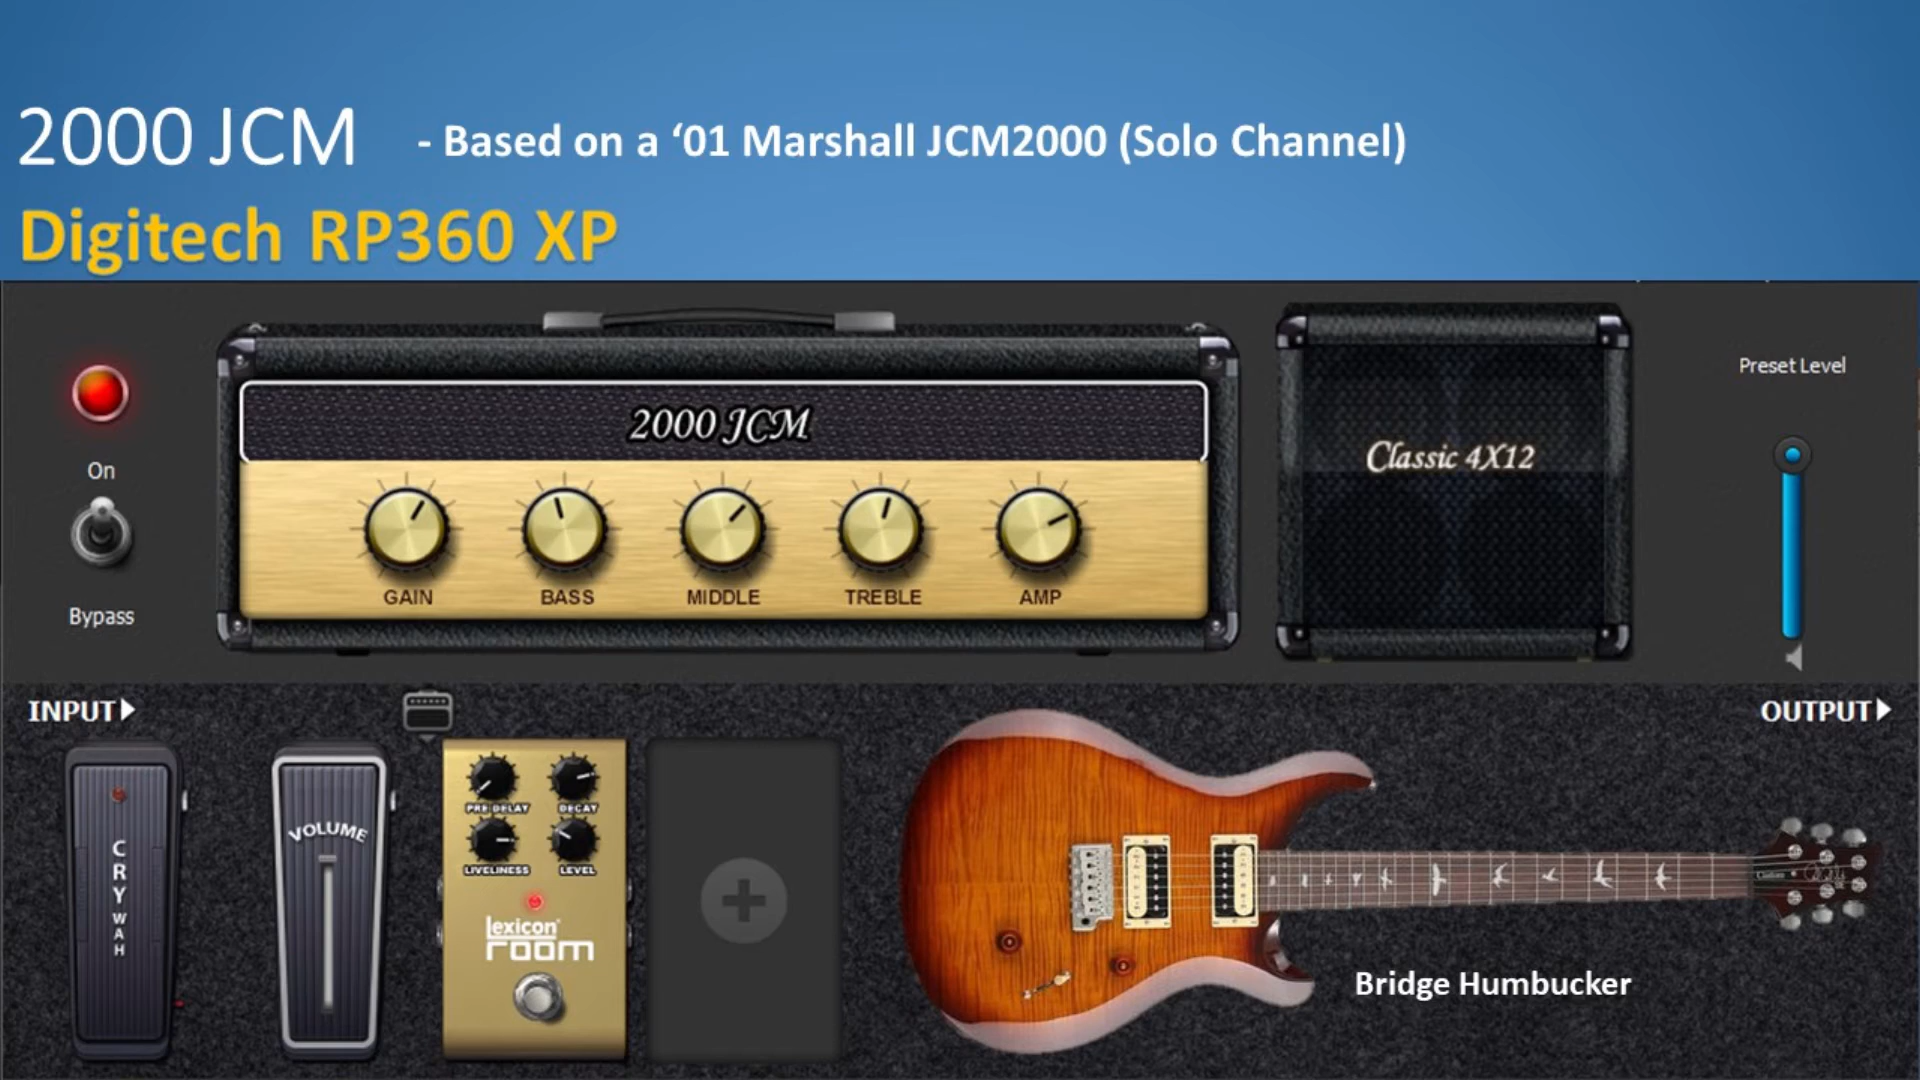 2000 JCM - Based on a ‘01 Marshall JCM2000 (Solo Channel)
Digitech RP360 XP
Preset Level
2000 JCM
Classic 4X12
On
GAIN BASS MIDDLE TREBLE AMP
Bypass
INPUT
OUTPUT
CRY WAH
VOLUME
PRE DELAY DECAY
LIVELINESS LEVEL
lexicon
room
Bridge Humbucker